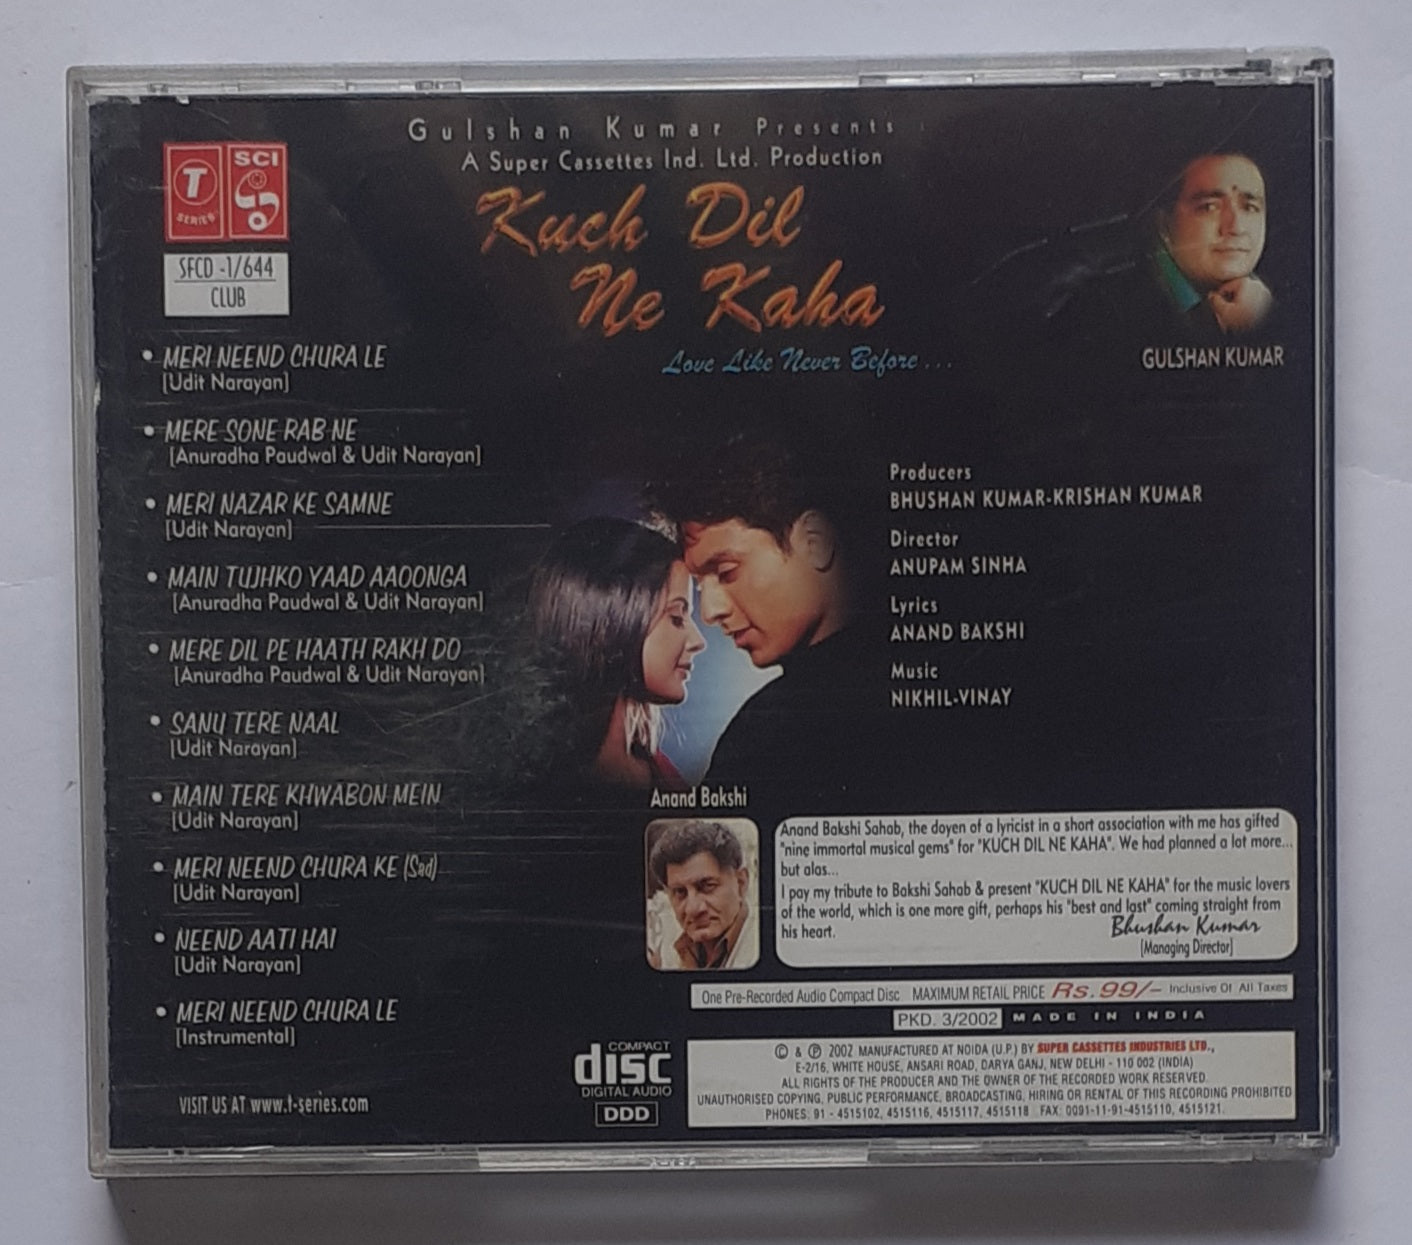 Gulshan Kumar Presents
A Super Cassettes Ind. Ltd. Production
Kuch Dil
Ne Kaha
Love Like Never Before...
T
SERIES
SCI
SFCD -1/644
CLUB
GULSHAN KUMAR
• MERI NEEND CHURA LE
[Udit Narayan]
• MERE SONE RAB NE
[Anuradha Paudwal & Udit Narayan]
• MERI NAZAR KE SAMNE
[Udit Narayan]
• MAIN TUJHKO YAAD AAOONGA
[Anuradha Paudwal & Udit Narayan]
• MERE DIL PE HAATH RAKH DO
[Anuradha Paudwal & Udit Narayan]
• SANU TERE NAAL
[Udit Narayan]
• MAIN TERE KHWABON MEIN
[Udit Narayan]
• MERI NEEND CHURA KE (Sad)
[Udit Narayan]
• NEEND AATI HAI
[Udit Narayan]
• MERI NEEND CHURA LE
[Instrumental]
VISIT US AT www.t-series.com
Producers
BHUSHAN KUMAR-KRISHAN KUMAR
Director
ANUPAM SINHA
Lyrics
ANAND BAKSHI
Music
NIKHIL-VINAY
Anand Bakshi
Anand Bakshi Sahab, the doyen of a lyricist in a short association with me has gifted
"nine immortal musical gems" for "KUCH DIL NE KAHA". We had planned a lot more...
but alas...
I pay my tribute to Bakshi Sahab & present "KUCH DIL NE KAHA" for the music lovers
of the world, which is one more gift, perhaps his "best and last" coming straight from
his heart.
Bhushan Kumar
[Managing Director]
One Pre-Recorded Audio Compact Disc MAXIMUM RETAIL PRICE Rs.99/- Inclusive Of All Taxes
PKD. 3/2002 MADE IN INDIA
COMPACT
disc
DIGITAL AUDIO
DDD
© & ℗ 2002 MANUFACTURED AT NOIDA (U.P.) BY SUPER CASSETTES INDUSTRIES LTD.,
E-2/16, WHITE HOUSE, ANSARI ROAD, DARYA GANJ, NEW DELHI - 110 002 (INDIA)
ALL RIGHTS OF THE PRODUCER AND THE OWNER OF THE RECORDED WORK RESERVED.
UNAUTHORISED COPYING, PUBLIC PERFORMANCE, BROADCASTING, HIRING OR RENTAL OF THIS RECORDING PROHIBITED
PHONES: 91 - 4515102, 4515116, 4515117, 4515118 FAX: 0091-11-91-4515110, 4515121.